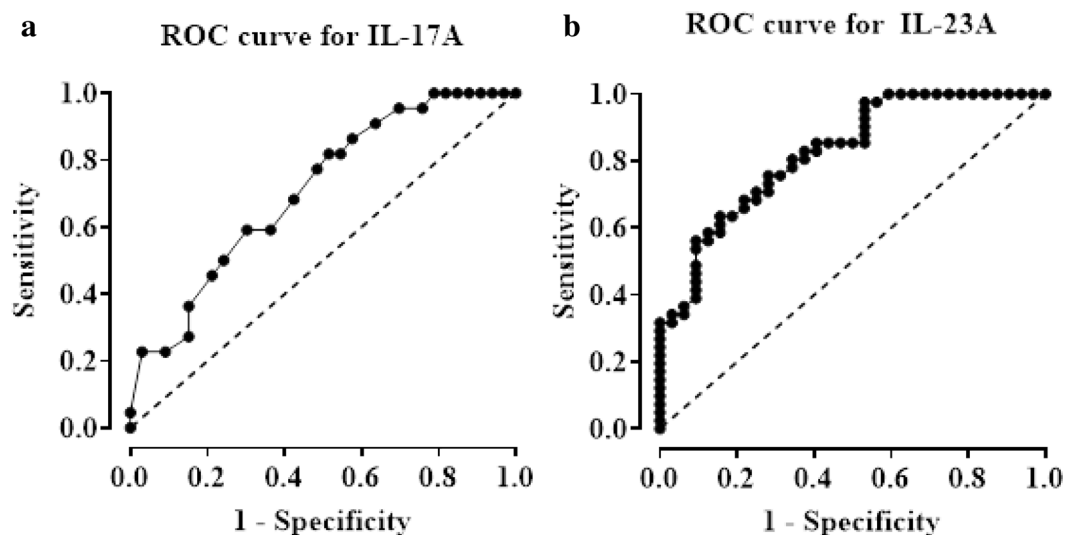 a
ROC curve for IL-17A
1.0
0.8
0.6
0.4
0.2
0.0
Sensitivity
0.0 0.2 0.4 0.6 0.8 1.0
1 - Specificity
b
ROC curve for IL-23A
1.0
0.8
0.6
0.4
0.2
0.0
Sensitivity
0.0 0.2 0.4 0.6 0.8 1.0
1 - Specificity